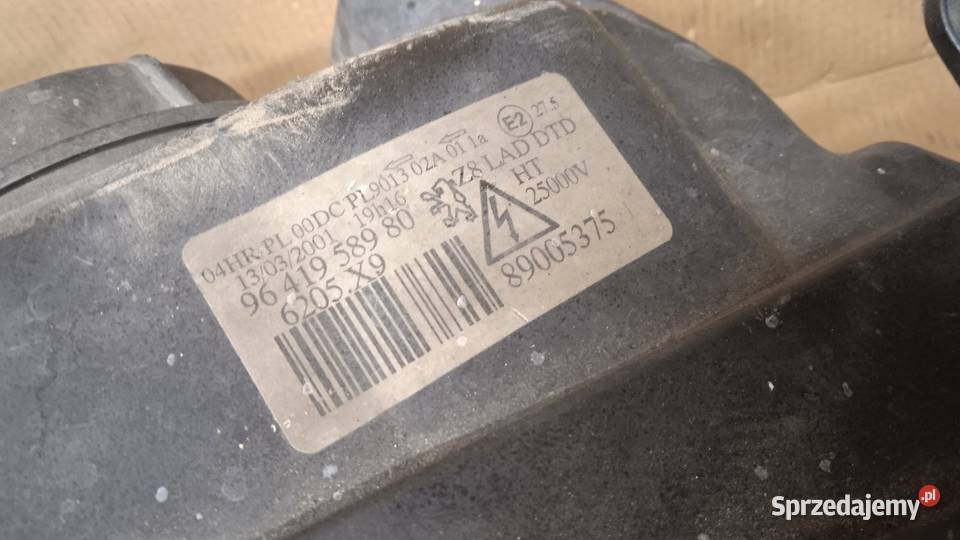 04HR PL 00DC PL9013 02A 01 1a E2 27.5
13/03/2001 19h16 Z8 LAD DTD
96 419 589 80 HT
6205 X9 25000V
89005375
Sprzedajemy.pl